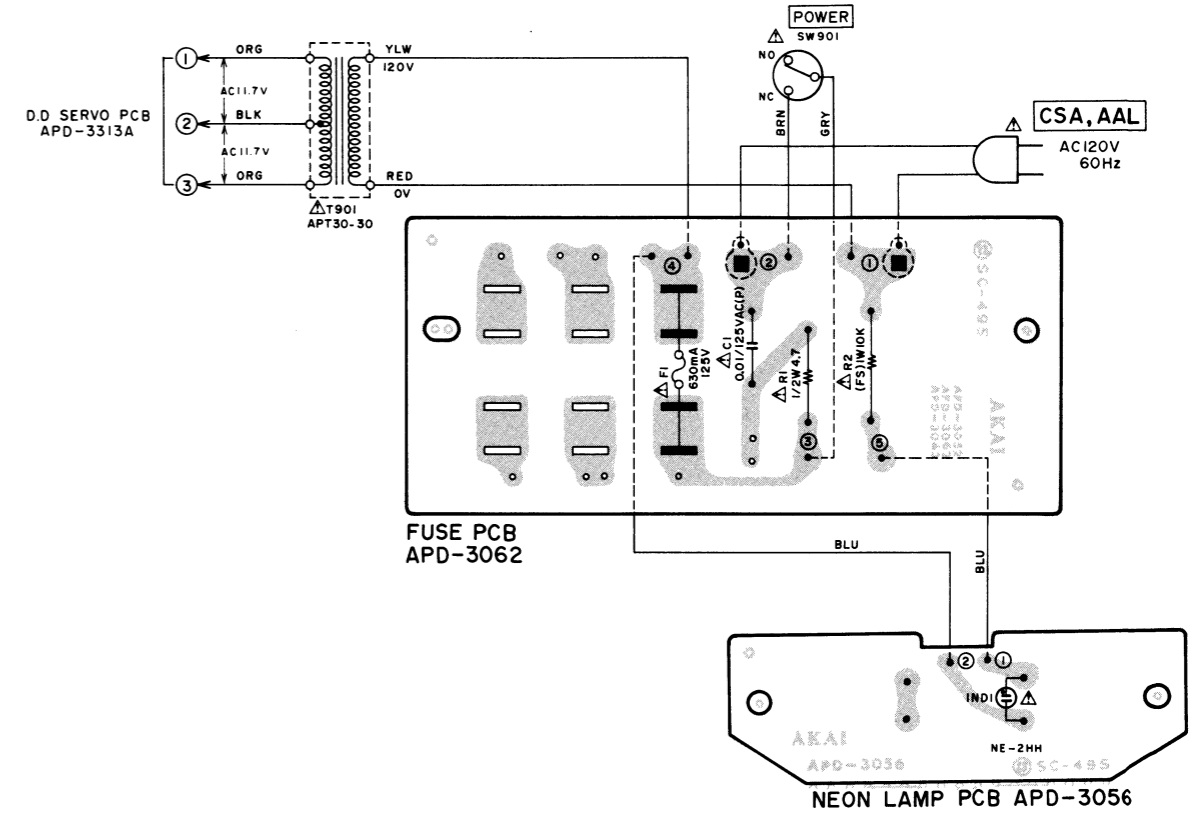 POWER
⚠ SW901
NO
NC
BRN
GRY
① ORG
YLW
120V
AC11.7V
D.D SERVO PCB
APD-3313A
② BLK
AC11.7V
③ ORG
RED
0V
⚠T901
APT30-30
⚠ CSA, AAL
AC120V
60Hz
④
②
①
SC-495
⚠ F1
630mA
125V
⚠ C1
0.01/125VAC(P)
⚠ R1
1/2W 4.7
⚠ R2
(FS)1W10K
APD-3062
AKAI
③
⑤
FUSE PCB
APD-3062
BLU
BLU
②
①
IND1
⚠
NE-2HH
AKAI
APD-3056
SC-495
NEON LAMP PCB APD-3056